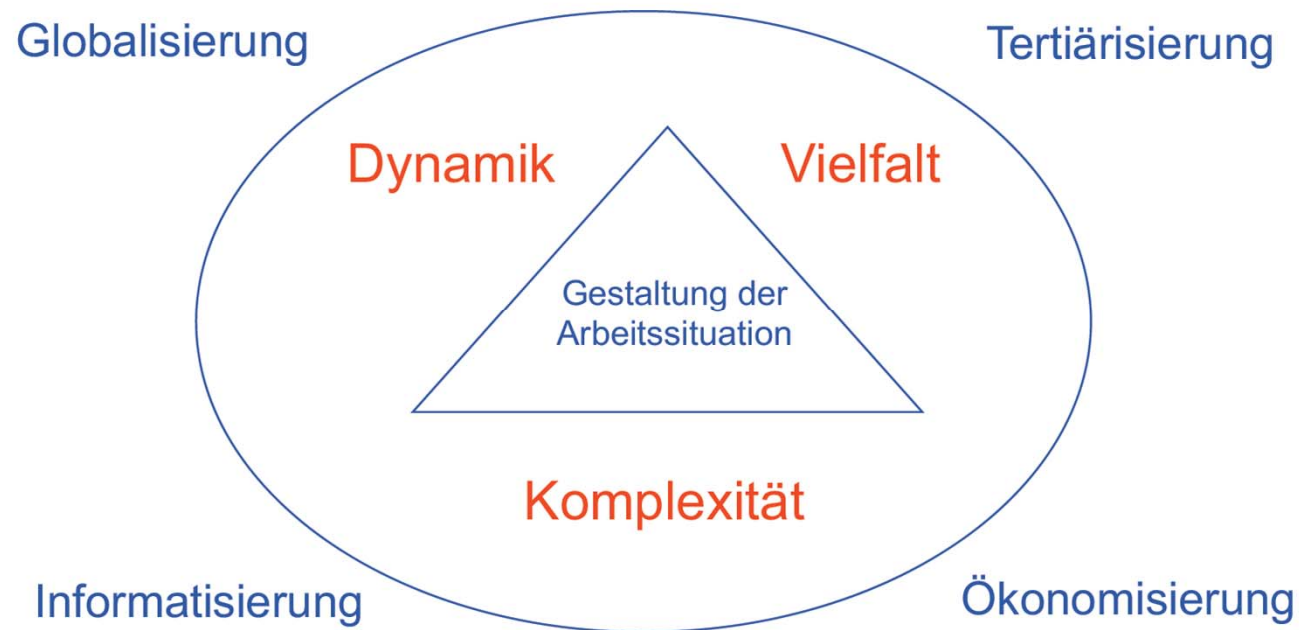 Globalisierung
Tertiärisierung
Dynamik
Vielfalt
Gestaltung der
Arbeitssituation
Komplexität
Informatisierung
Ökonomisierung